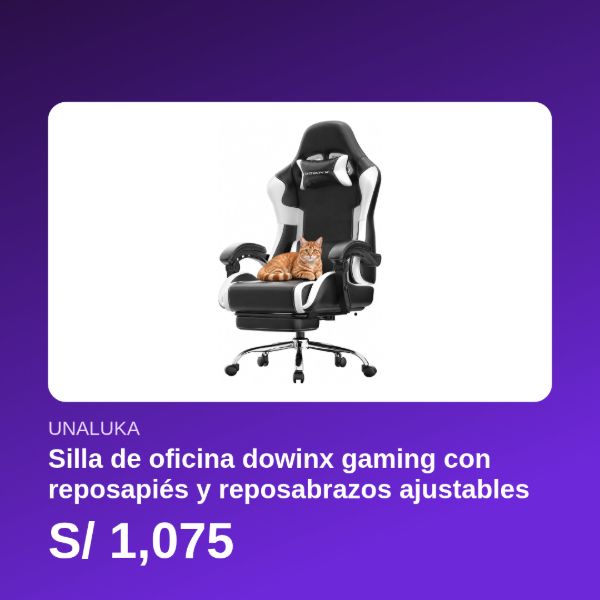 UNALUKA
Silla de oficina dowinx gaming con
reposapiés y reposabrazos ajustables
S/ 1,075